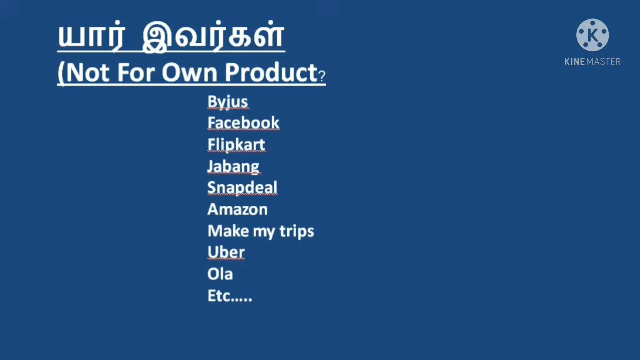 யார் இவர்கள்
(Not For Own Product?
Byjus
Facebook
Flipkart
Jabang
Snapdeal
Amazon
Make my trips
Uber
Ola
Etc.....
K
KINEMASTER